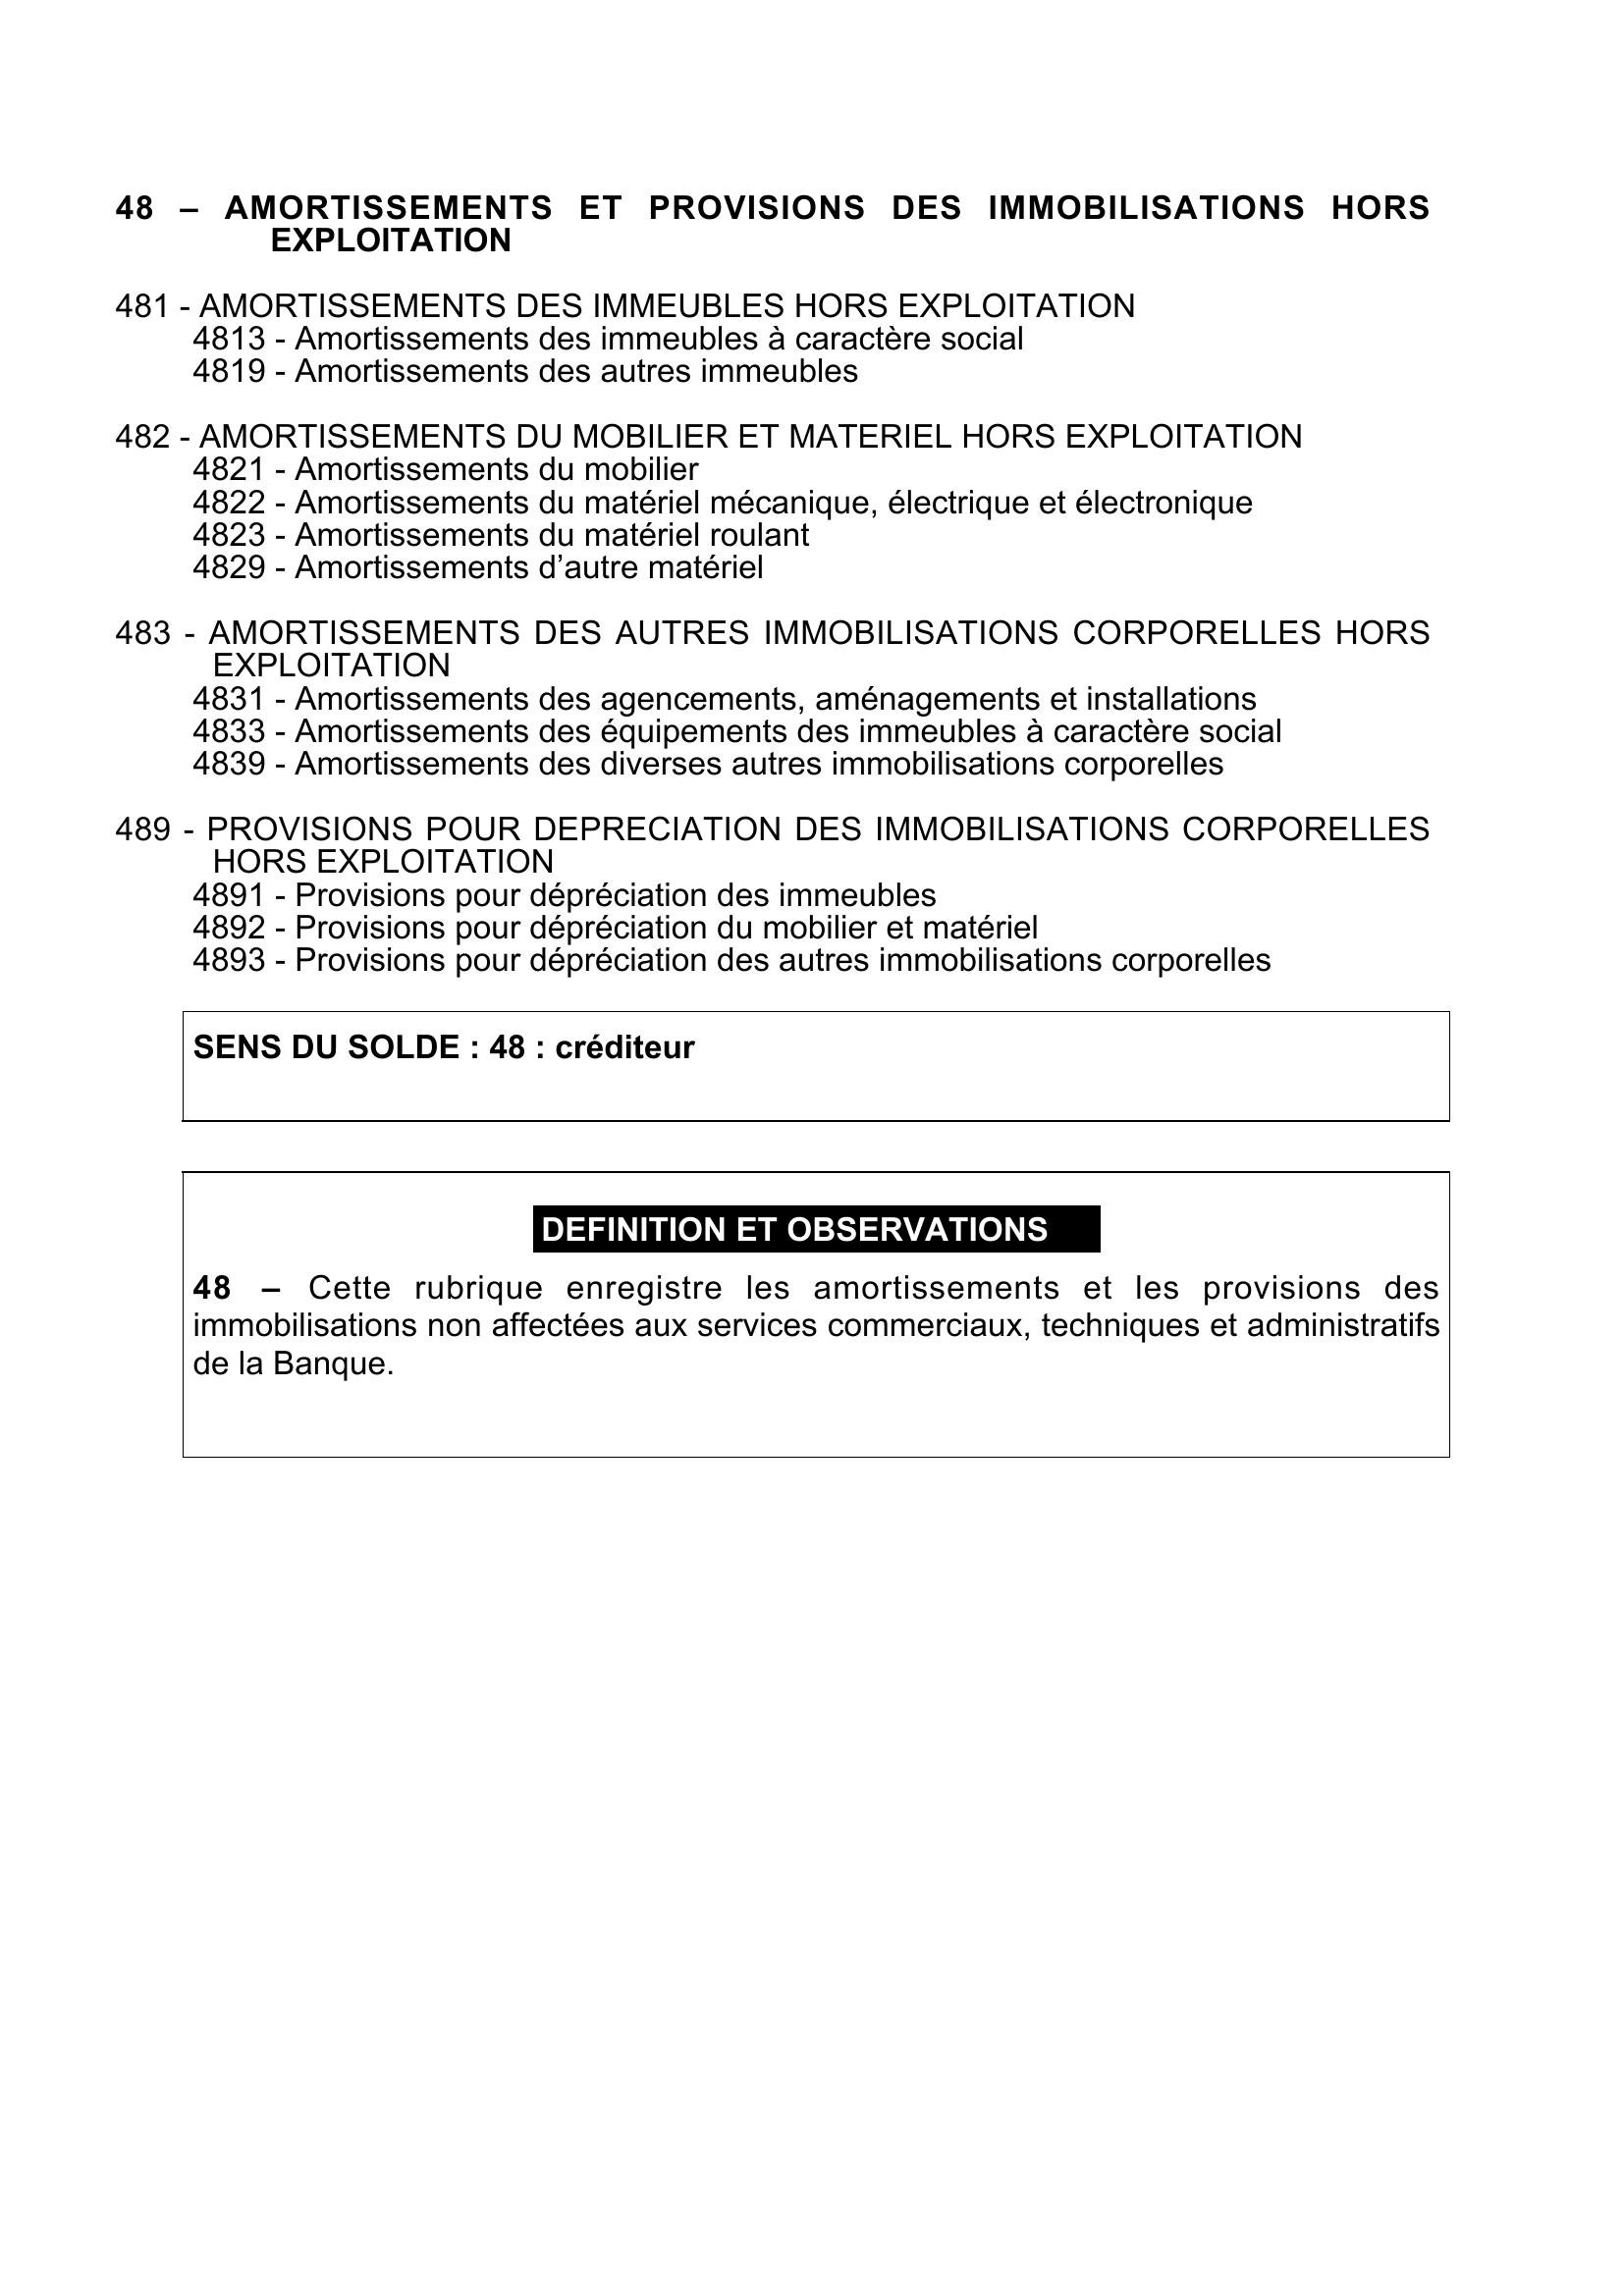 48 – AMORTISSEMENTS ET PROVISIONS DES IMMOBILISATIONS HORS
EXPLOITATION
481 - AMORTISSEMENTS DES IMMEUBLES HORS EXPLOITATION
4813 - Amortissements des immeubles à caractère social
4819 - Amortissements des autres immeubles
482 - AMORTISSEMENTS DU MOBILIER ET MATERIEL HORS EXPLOITATION
4821 - Amortissements du mobilier
4822 - Amortissements du matériel mécanique, électrique et électronique
4823 - Amortissements du matériel roulant
4829 - Amortissements d’autre matériel
483 - AMORTISSEMENTS DES AUTRES IMMOBILISATIONS CORPORELLES HORS
EXPLOITATION
4831 - Amortissements des agencements, aménagements et installations
4833 - Amortissements des équipements des immeubles à caractère social
4839 - Amortissements des diverses autres immobilisations corporelles
489 - PROVISIONS POUR DEPRECIATION DES IMMOBILISATIONS CORPORELLES
HORS EXPLOITATION
4891 - Provisions pour dépréciation des immeubles
4892 - Provisions pour dépréciation du mobilier et matériel
4893 - Provisions pour dépréciation des autres immobilisations corporelles
SENS DU SOLDE : 48 : créditeur
DEFINITION ET OBSERVATIONS
48 – Cette rubrique enregistre les amortissements et les provisions des
immobilisations non affectées aux services commerciaux, techniques et administratifs
de la Banque.